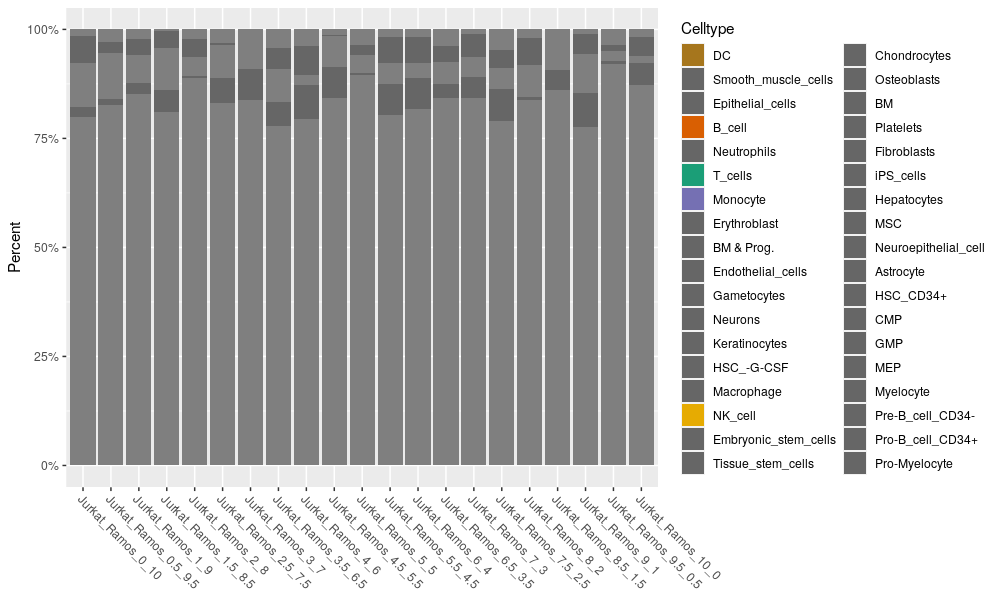 100%
75%
50%
25%
0%
Percent
Jurkat_Ramos_0_10
Jurkat_Ramos_0.5_9.5
Jurkat_Ramos_1_9
Jurkat_Ramos_1.5_8.5
Jurkat_Ramos_2_8
Jurkat_Ramos_2.5_7.5
Jurkat_Ramos_3_7
Jurkat_Ramos_3.5_6.5
Jurkat_Ramos_4_6
Jurkat_Ramos_4.5_5.5
Jurkat_Ramos_5_5
Jurkat_Ramos_5.5_4.5
Jurkat_Ramos_6_4
Jurkat_Ramos_6.5_3.5
Jurkat_Ramos_7_3
Jurkat_Ramos_7.5_2.5
Jurkat_Ramos_8_2
Jurkat_Ramos_8.5_1.5
Jurkat_Ramos_9_1
Jurkat_Ramos_9.5_0.5
Jurkat_Ramos_10_0
Celltype
DC
Smooth_muscle_cells
Epithelial_cells
B_cell
Neutrophils
T_cells
Monocyte
Erythroblast
BM & Prog.
Endothelial_cells
Gametocytes
Neurons
Keratinocytes
HSC_-G-CSF
Macrophage
NK_cell
Embryonic_stem_cells
Tissue_stem_cells
Chondrocytes
Osteoblasts
BM
Platelets
Fibroblasts
iPS_cells
Hepatocytes
MSC
Neuroepithelial_cell
Astrocyte
HSC_CD34+
CMP
GMP
MEP
Myelocyte
Pre-B_cell_CD34-
Pro-B_cell_CD34+
Pro-Myelocyte